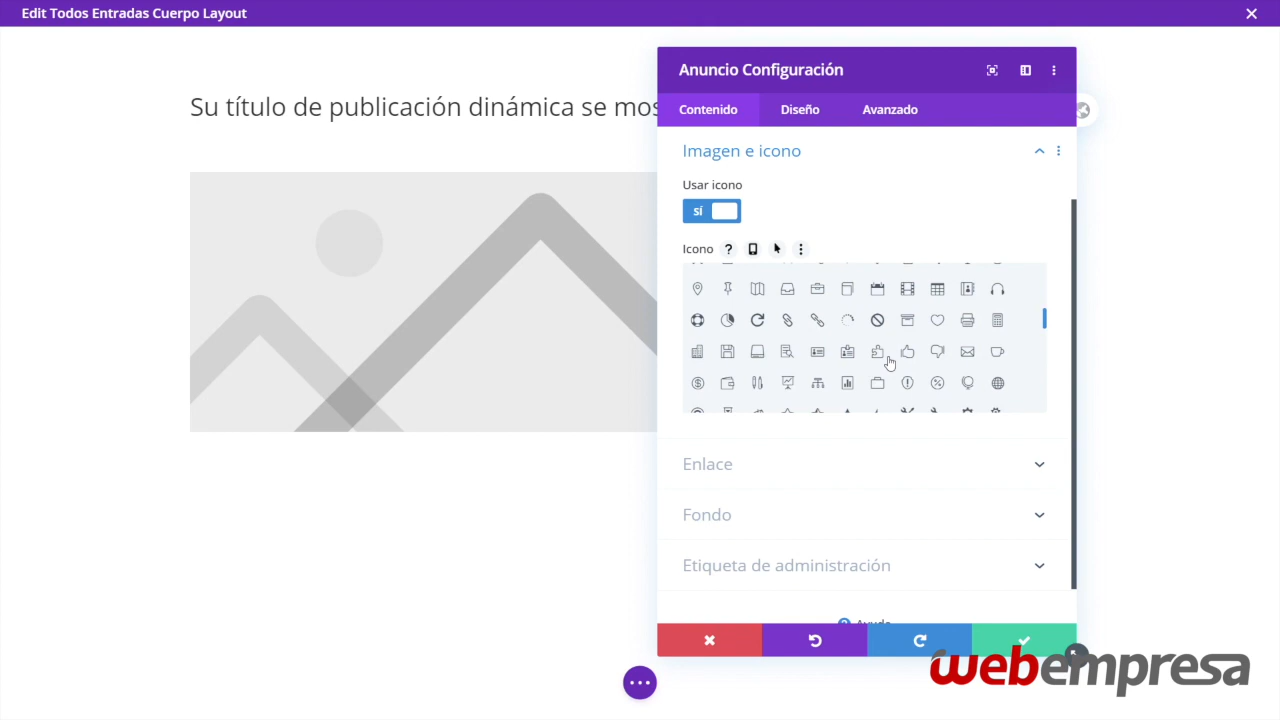 Edit Todos Entradas Cuerpo Layout
Anuncio Configuración
Su título de publicación dinámica se mos
Contenido
Diseño
Avanzado
Imagen e icono
Usar icono
SÍ
Icono
Enlace
Fondo
Etiqueta de administración
Ayuda
webempresa